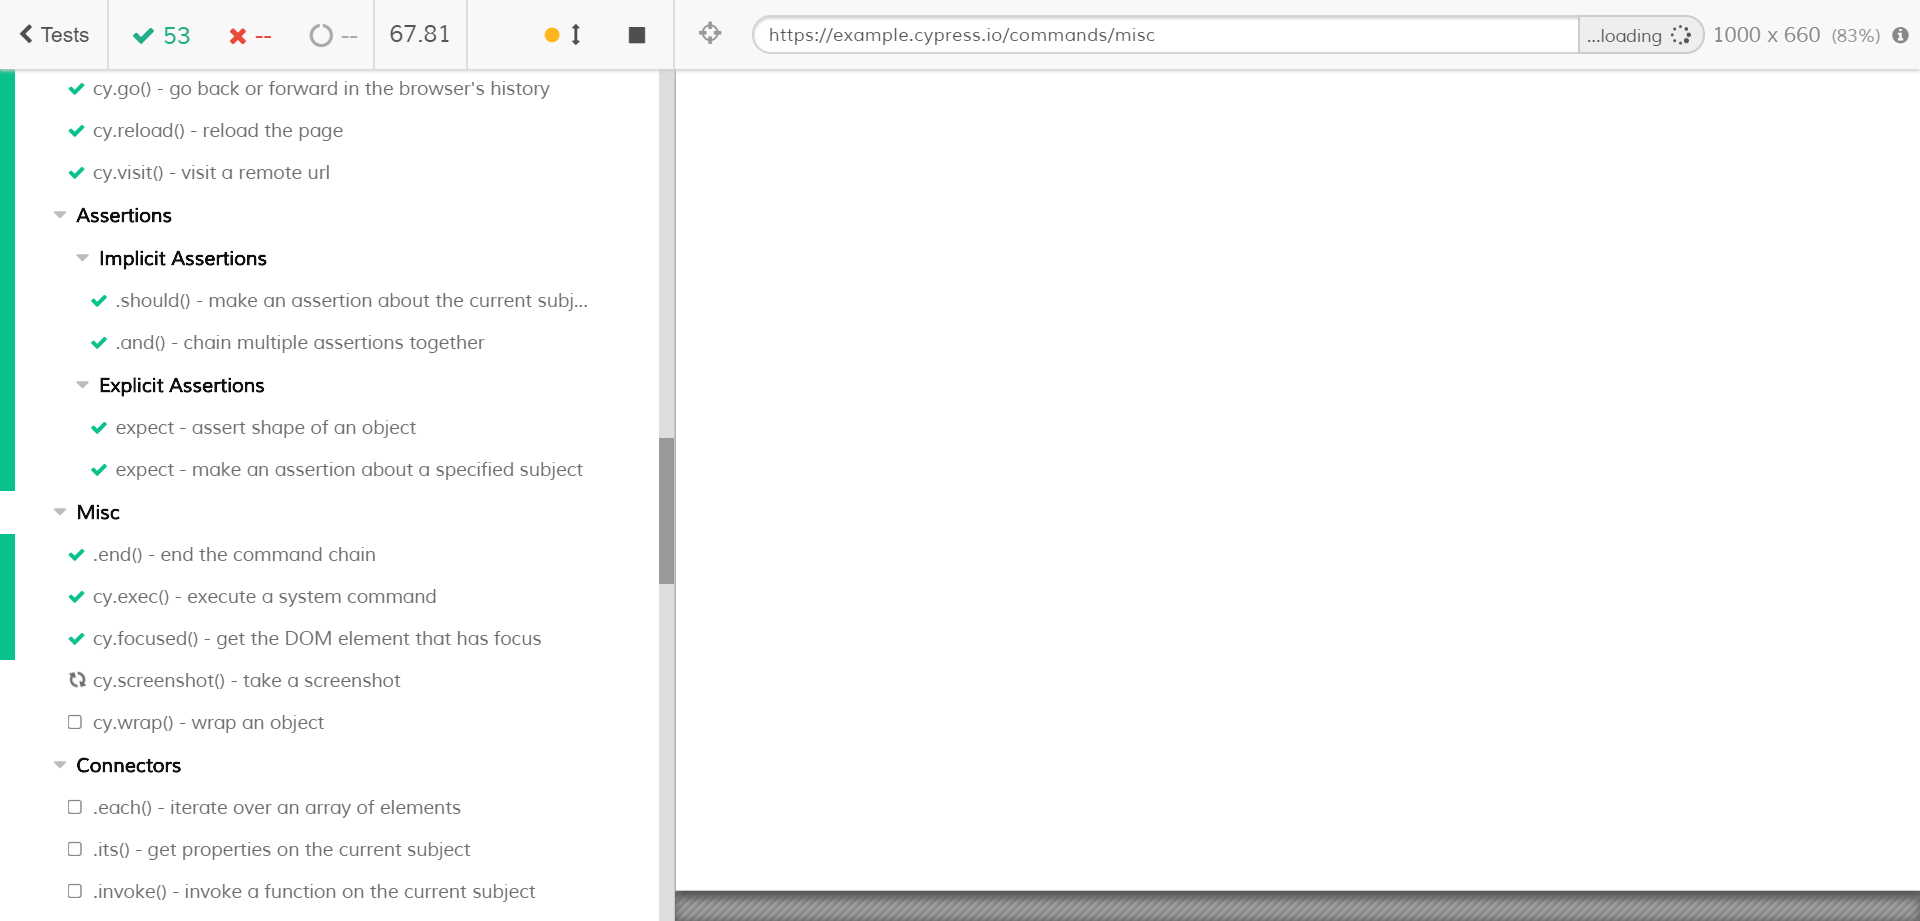 Tests
53
--
--
67.81
https://example.cypress.io/commands/misc
...loading
1000 x 660 (83%)
cy.go() - go back or forward in the browser's history
cy.reload() - reload the page
cy.visit() - visit a remote url
Assertions
Implicit Assertions
.should() - make an assertion about the current subj...
.and() - chain multiple assertions together
Explicit Assertions
expect - assert shape of an object
expect - make an assertion about a specified subject
Misc
.end() - end the command chain
cy.exec() - execute a system command
cy.focused() - get the DOM element that has focus
cy.screenshot() - take a screenshot
cy.wrap() - wrap an object
Connectors
.each() - iterate over an array of elements
.its() - get properties on the current subject
.invoke() - invoke a function on the current subject